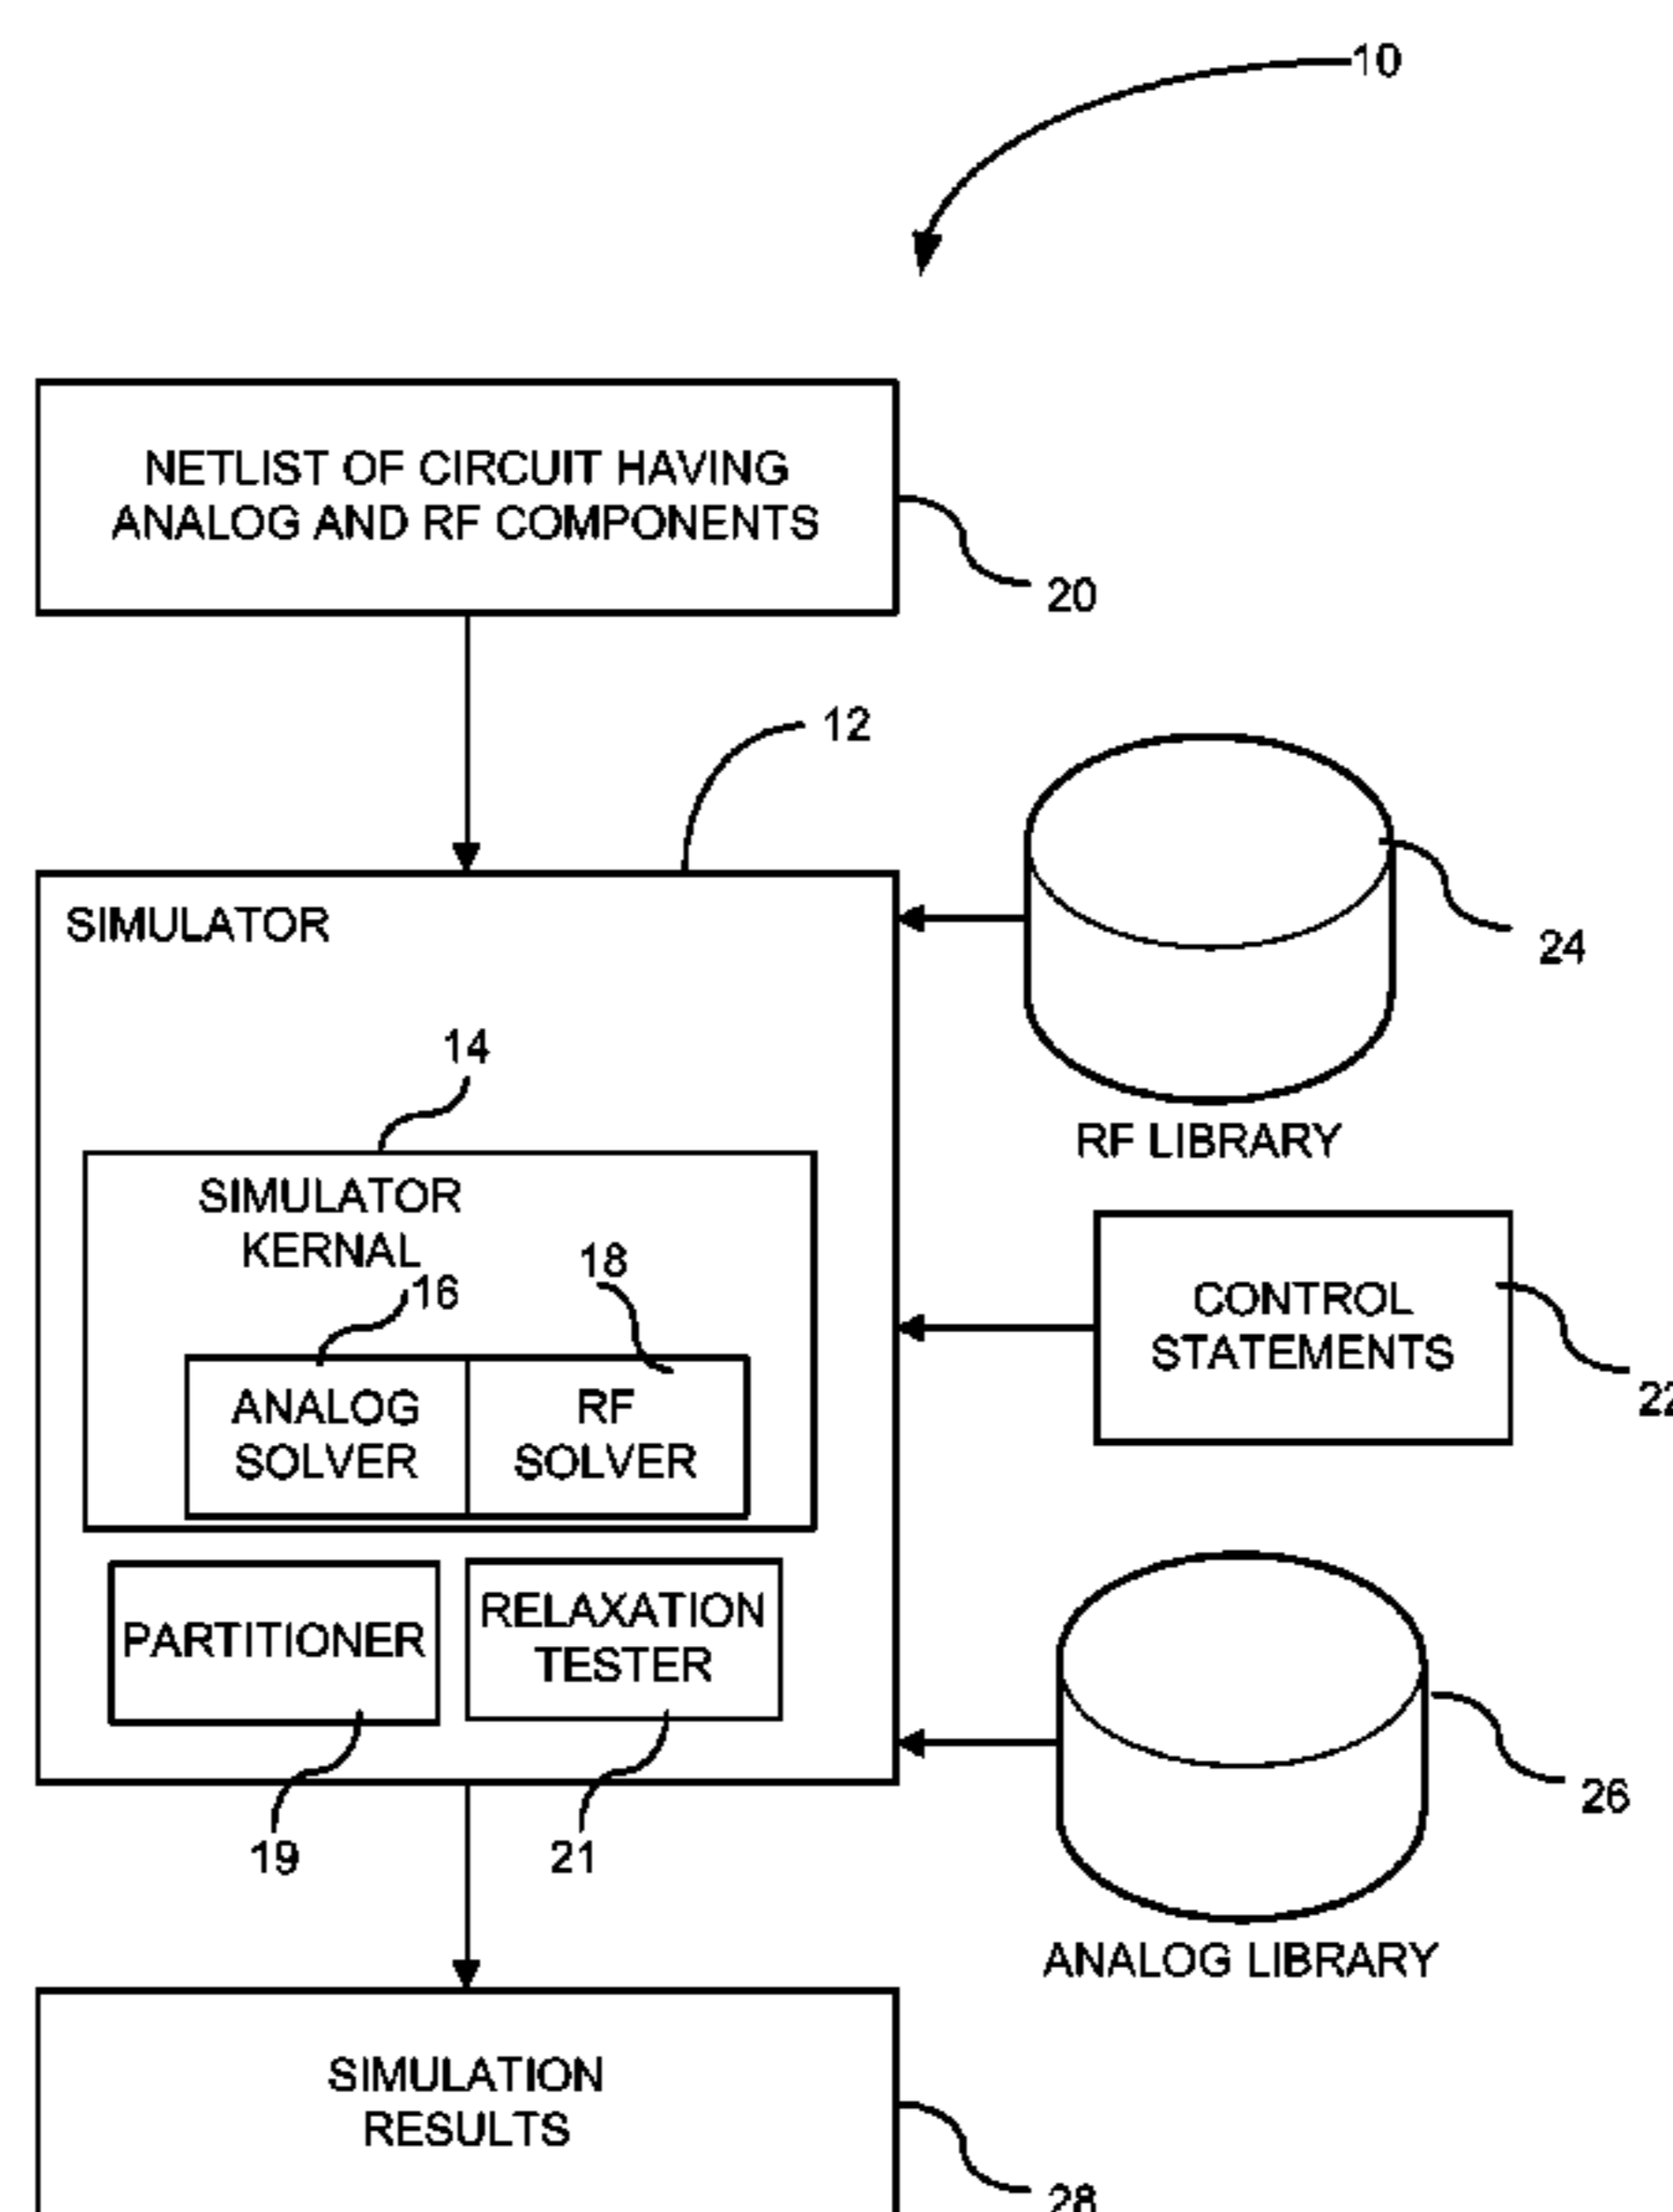 10
NETLIST OF CIRCUIT HAVING
ANALOG AND RF COMPONENTS
20
12
SIMULATOR
24
14
RF LIBRARY
SIMULATOR
KERNAL
16
18
CONTROL
STATEMENTS
22
ANALOG
SOLVER
RF
SOLVER
PARTITIONER
RELAXATION
TESTER
26
19
21
ANALOG LIBRARY
SIMULATION
RESULTS
28